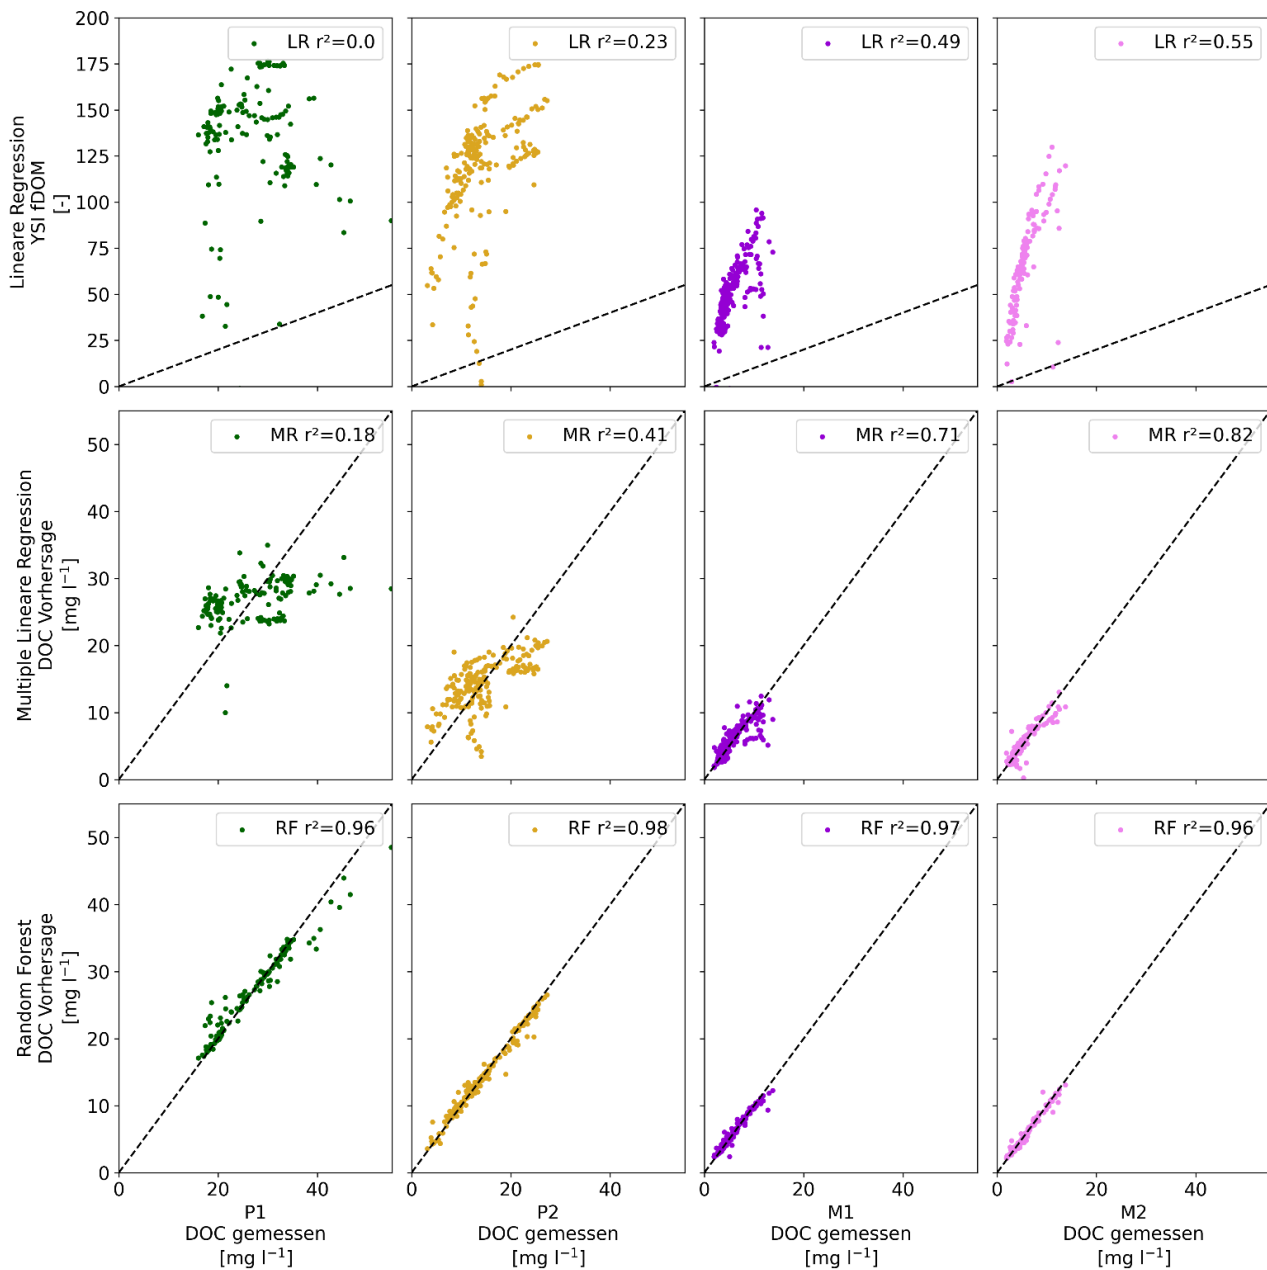 Lineare Regression
YSI fDOM
[-]
200
175
150
125
100
75
50
25
0
LR r²=0.0
LR r²=0.23
LR r²=0.49
LR r²=0.55
Multiple Lineare Regression
DOC Vorhersage
[mg l⁻¹]
50
40
30
20
10
0
MR r²=0.18
MR r²=0.41
MR r²=0.71
MR r²=0.82
Random Forest
DOC Vorhersage
[mg l⁻¹]
50
40
30
20
10
0
RF r²=0.96
RF r²=0.98
RF r²=0.97
RF r²=0.96
0 20 40
P1
DOC gemessen
[mg l⁻¹]
0 20 40
P2
DOC gemessen
[mg l⁻¹]
0 20 40
M1
DOC gemessen
[mg l⁻¹]
0 20 40
M2
DOC gemessen
[mg l⁻¹]